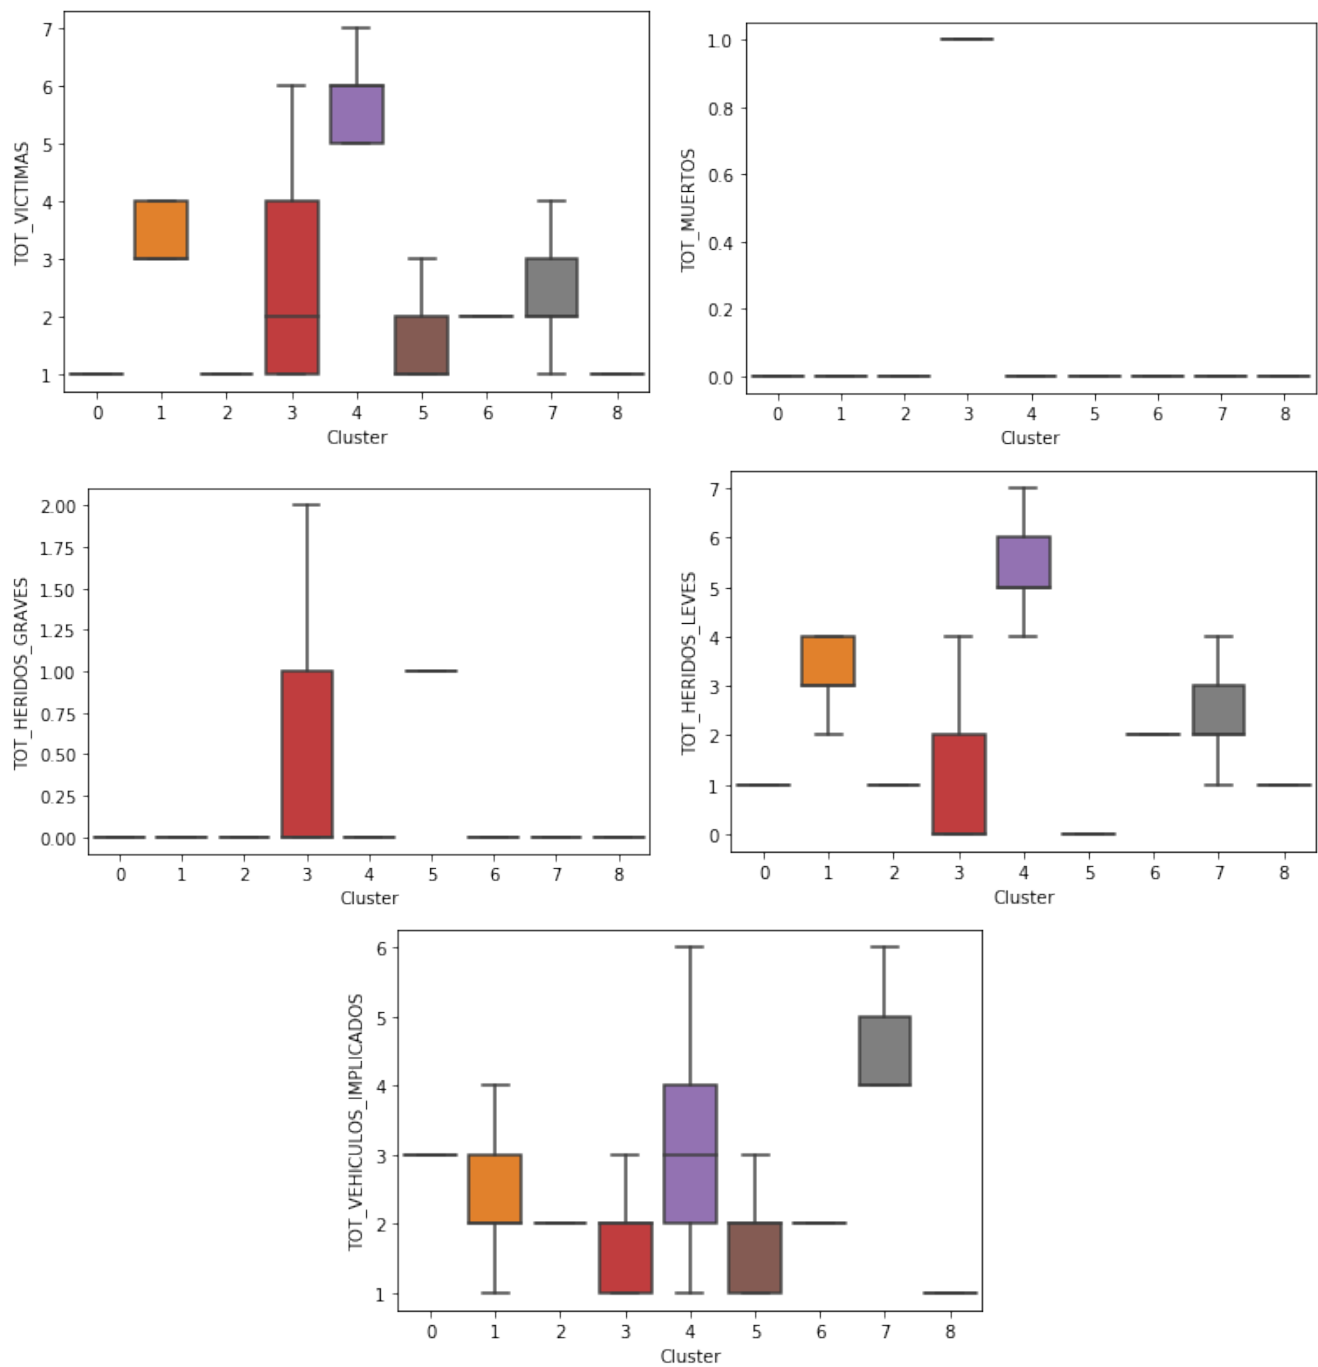 TOT_VICTIMAS
7
6
5
4
3
2
1
0 1 2 3 4 5 6 7 8
Cluster
TOT_MUERTOS
1.0
0.8
0.6
0.4
0.2
0.0
0 1 2 3 4 5 6 7 8
Cluster
TOT_HERIDOS_GRAVES
2.00
1.75
1.50
1.25
1.00
0.75
0.50
0.25
0.00
0 1 2 3 4 5 6 7 8
Cluster
TOT_HERIDOS_LEVES
7
6
5
4
3
2
1
0
0 1 2 3 4 5 6 7 8
Cluster
TOT_VEHICULOS_IMPLICADOS
6
5
4
3
2
1
0 1 2 3 4 5 6 7 8
Cluster